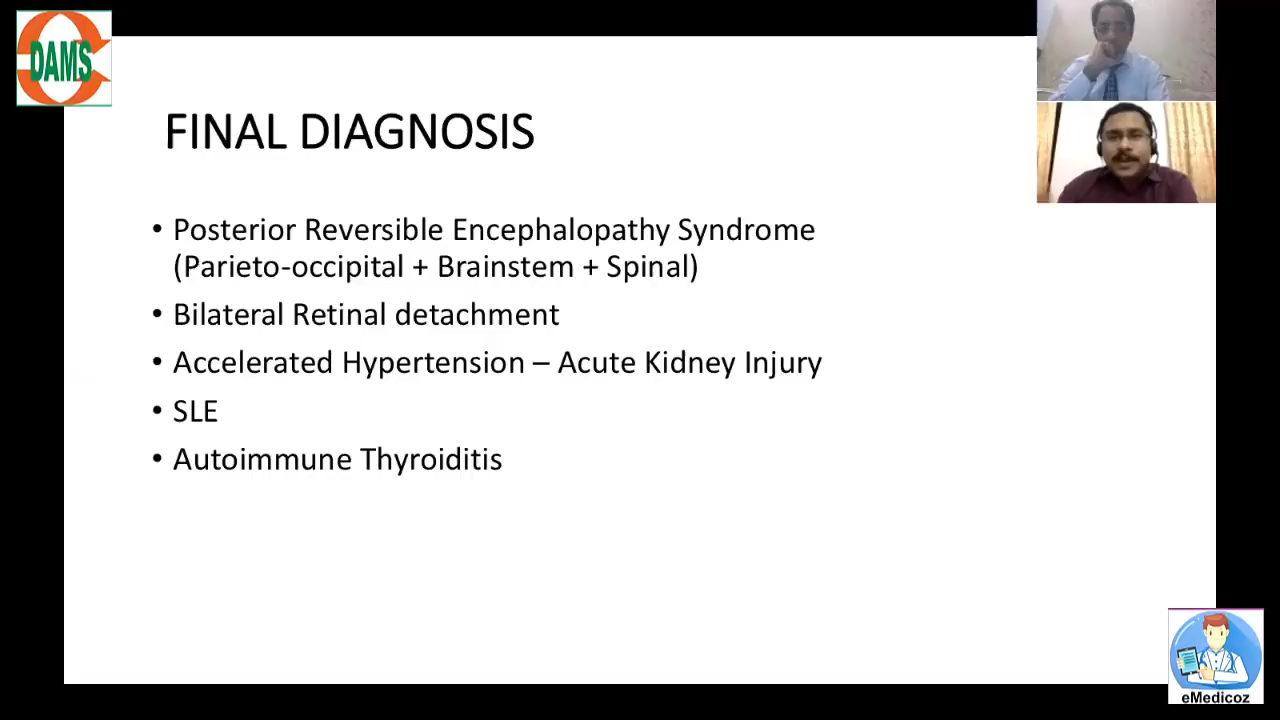 DAMS
FINAL DIAGNOSIS
• Posterior Reversible Encephalopathy Syndrome
(Parieto-occipital + Brainstem + Spinal)
• Bilateral Retinal detachment
• Accelerated Hypertension – Acute Kidney Injury
• SLE
• Autoimmune Thyroiditis
eMedicoz